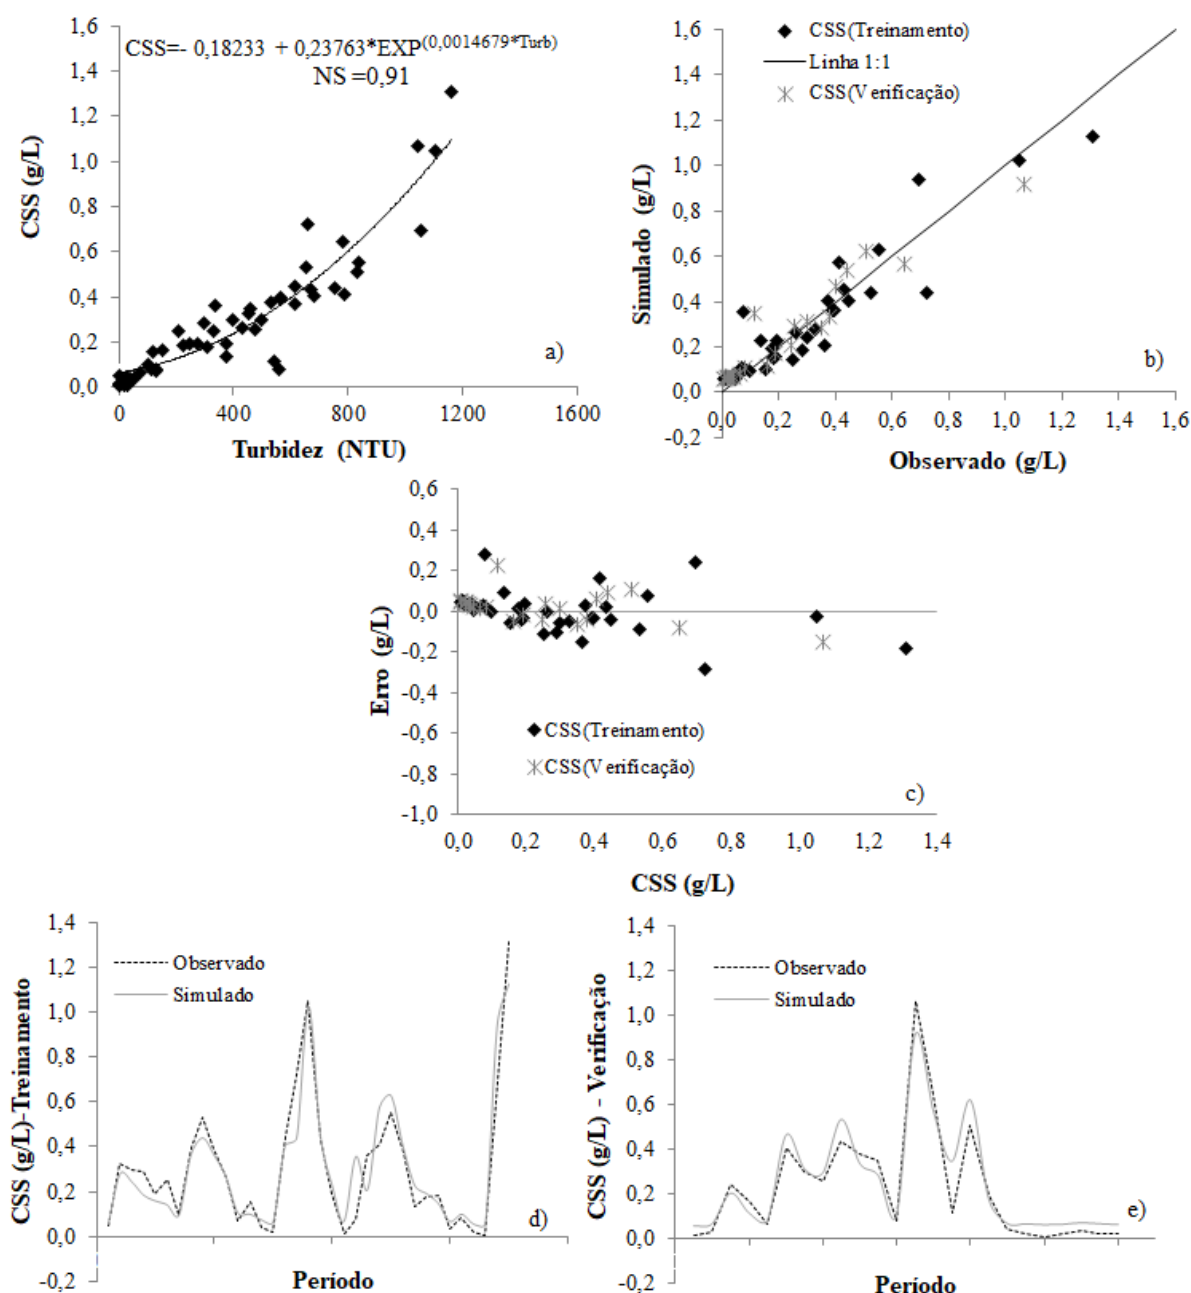 1,6
1,4
1,2
1,0
0,8
0,6
0,4
0,2
0,0
CSS (g/L)
CSS=- 0,18233 + 0,23763*EXP(0,0014679*Turb)
NS =0,91
a)
0
400
800
1200
1600
Turbidez (NTU)
1,6
1,4
1,2
1,0
0,8
0,6
0,4
0,2
0,0
-0,2
Simulado (g/L)
CSS(Treinamento)
Linha 1:1
CSS(Verificação)
b)
0,0
0,2
0,4
0,6
0,8
1,0
1,2
1,4
1,6
Observado (g/L)
0,6
0,4
0,2
0,0
-0,2
-0,4
-0,6
-0,8
-1,0
Erro (g/L)
CSS(Treinamento)
CSS(Verificação)
c)
0,0
0,2
0,4
0,6
0,8
1,0
1,2
1,4
CSS (g/L)
1,4
1,2
1,0
0,8
0,6
0,4
0,2
0,0
-0,2
CSS (g/L)-Treinamento
Observado
Simulado
d)
Período
1,4
1,2
1,0
0,8
0,6
0,4
0,2
0,0
-0,2
CSS (g/L) - Verificação
Observado
Simulado
e)
Período